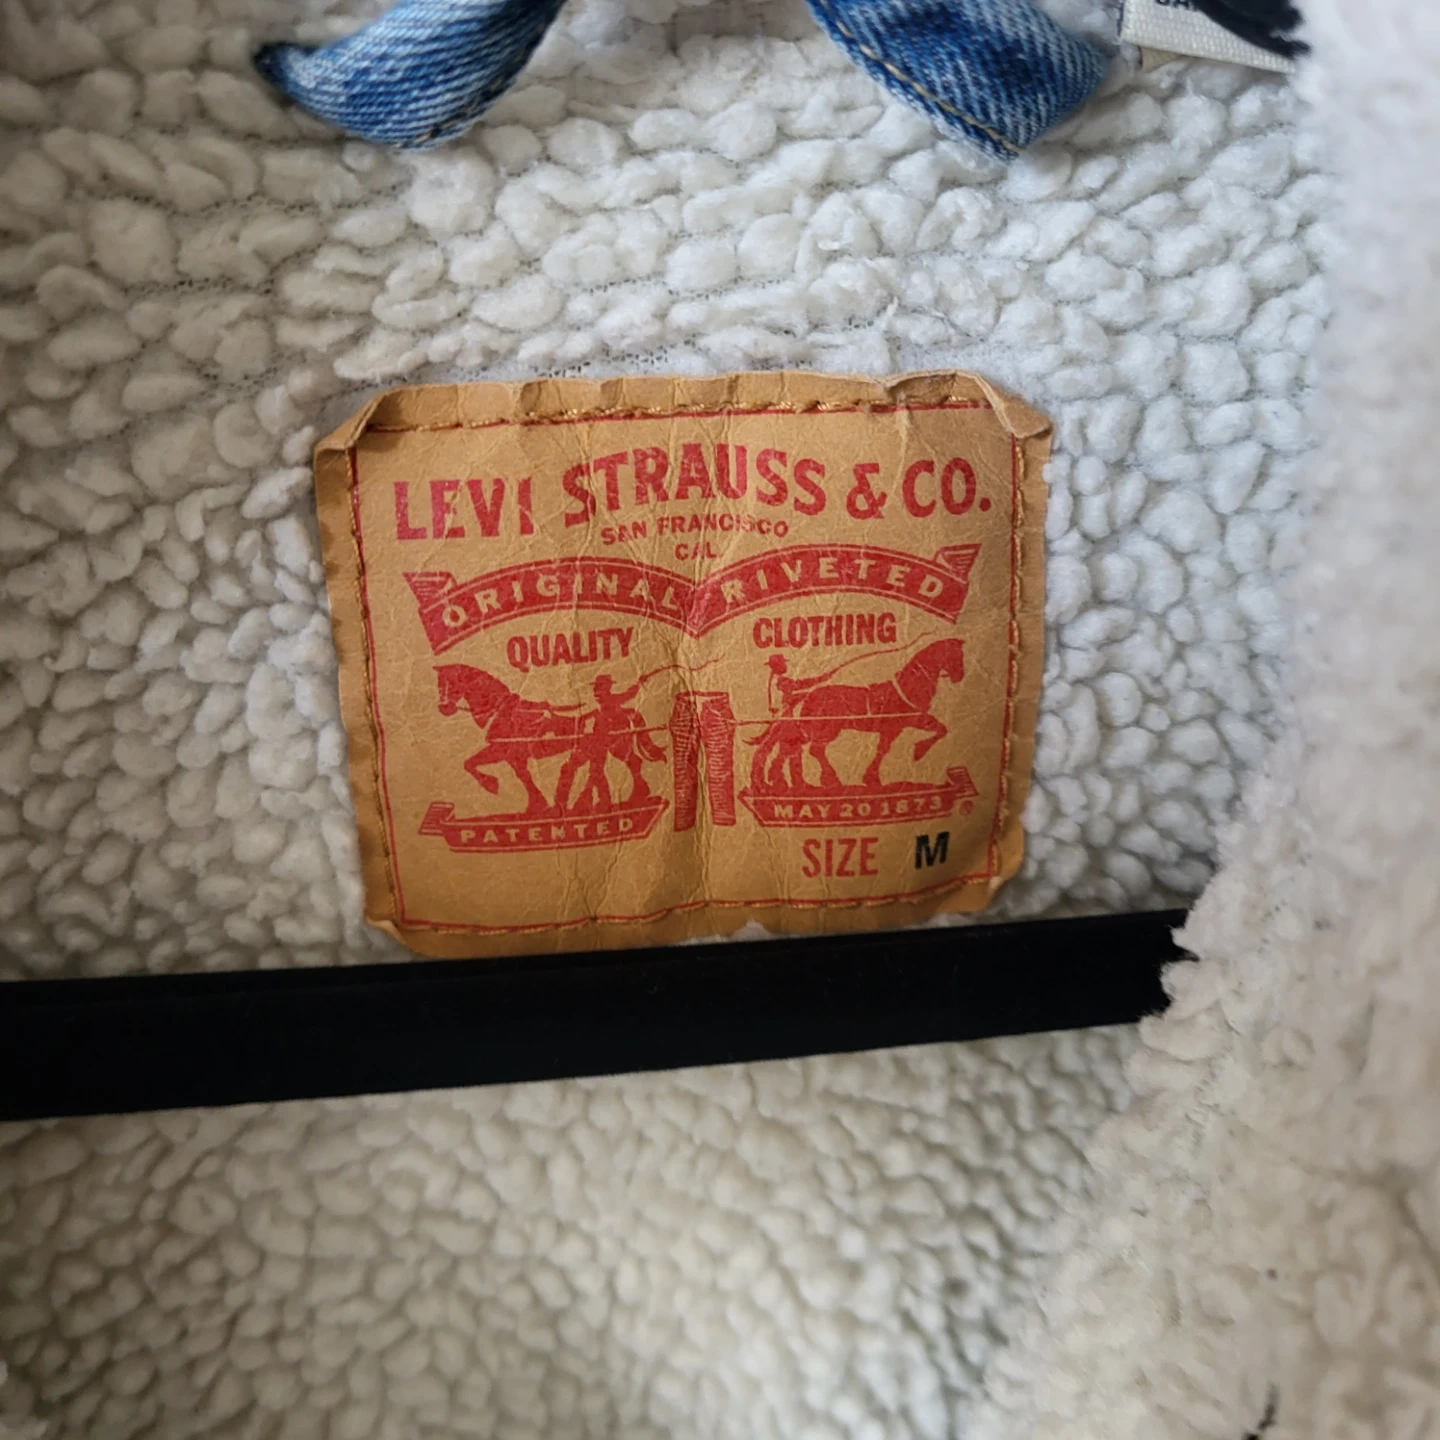 LEVI STRAUSS & CO.
SAN FRANCISCO
CAL.
ORIGINAL RIVETED
QUALITY CLOTHING
PATENTED MAY 20 1873 ®
SIZE M